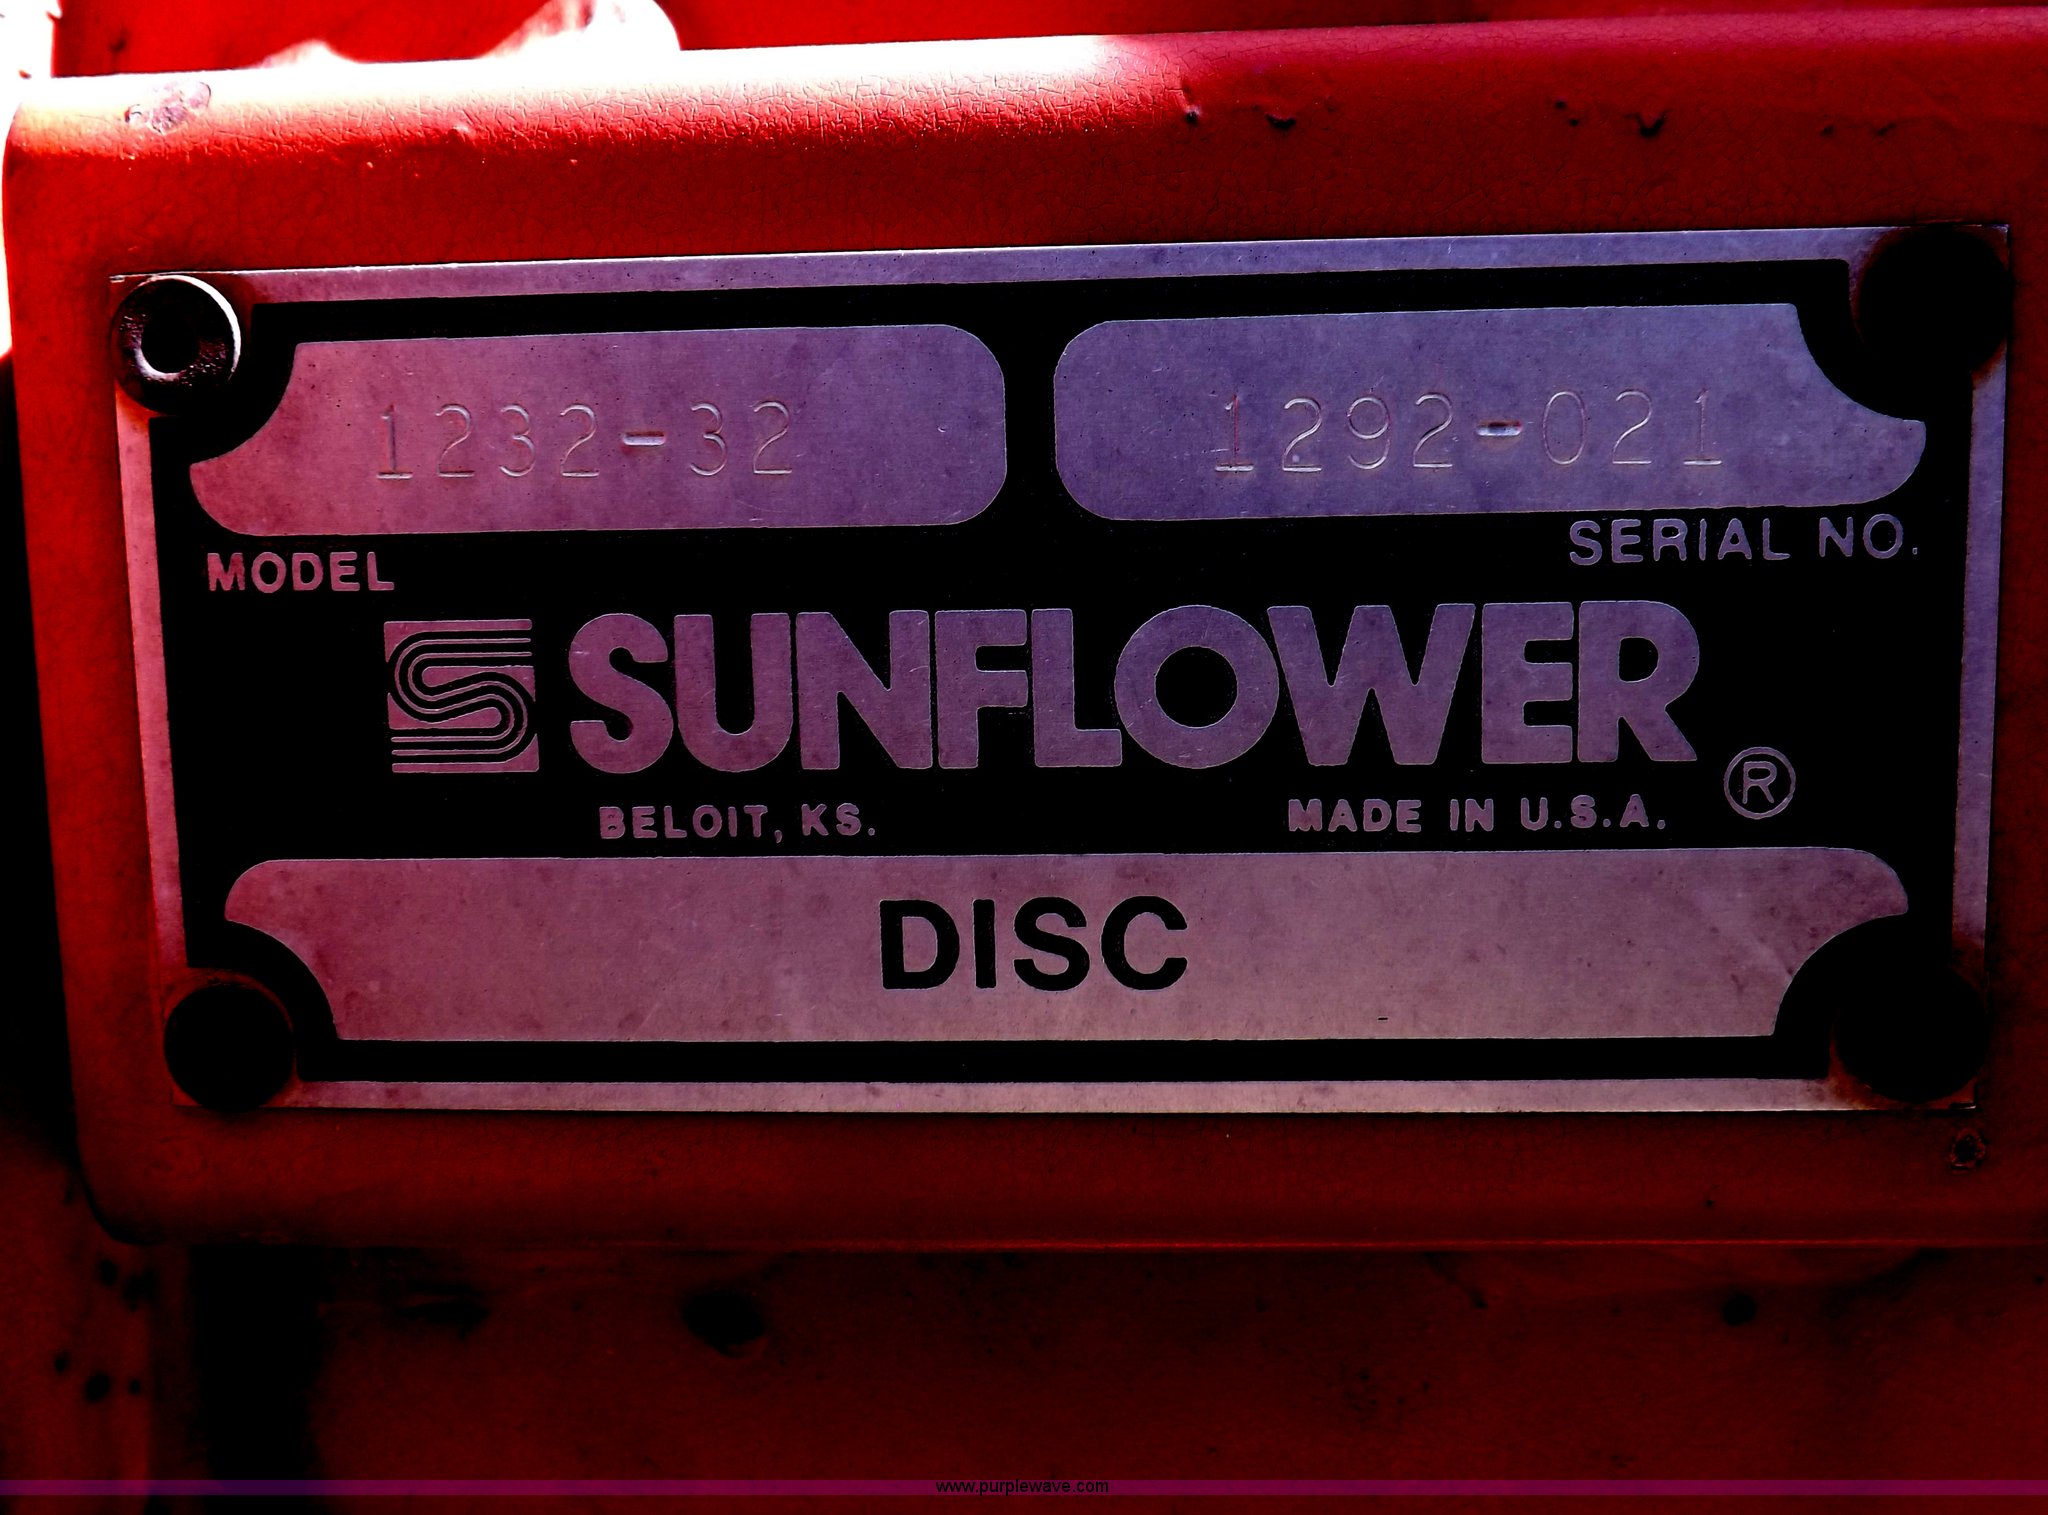 1232-32 1292-021
MODEL SERIAL NO.
SUNFLOWER ®
BELOIT, KS. MADE IN U.S.A.
DISC
www.purplewave.com